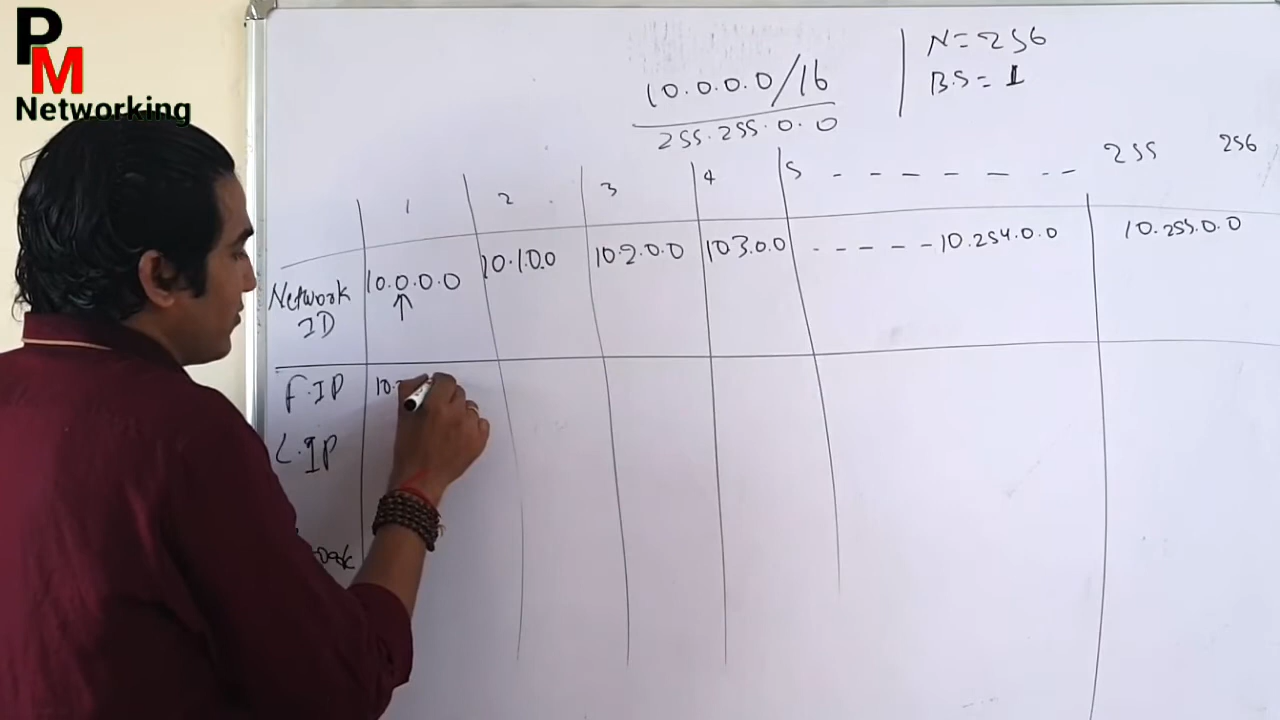 PM
Networking
10.0.0.0/16
255.255.0.0
N=256
B.S=1
1 2 3 4 5 - - - - - - - 255 256
Network ID 10.0.0.0 10.1.0.0 10.2.0.0 10.3.0.0 - - - - - 10.254.0.0 10.255.0.0
F.IP 10.
L.IP